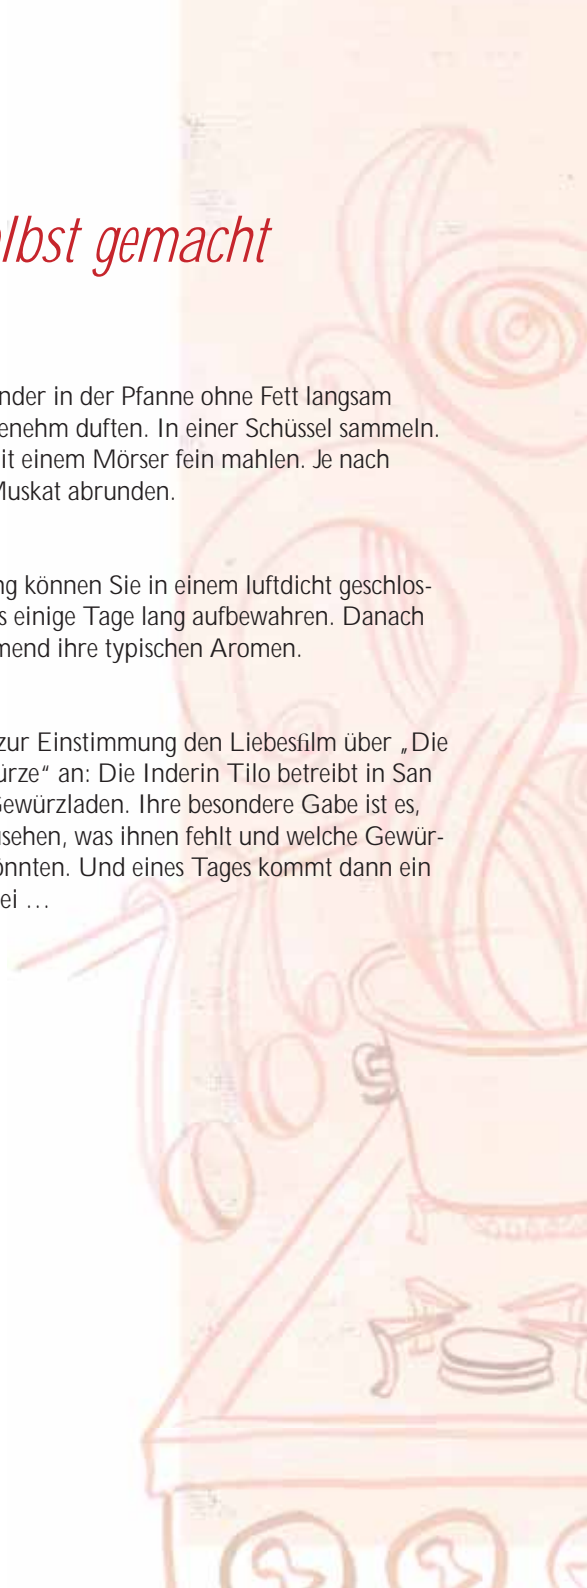 lbst gemacht
nder in der Pfanne ohne Fett langsam
enehm duften. In einer Schüssel sammeln.
it einem Mörser fein mahlen. Je nach
Muskat abrunden.
ng können Sie in einem luftdicht geschlos-
s einige Tage lang aufbewahren. Danach
mend ihre typischen Aromen.
zur Einstimmung den Liebesfilm über „Die
ürze“ an: Die Inderin Tilo betreibt in San
Gewürzladen. Ihre besondere Gabe ist es,
sehen, was ihnen fehlt und welche Gewür-
önnten. Und eines Tages kommt dann ein
ei …